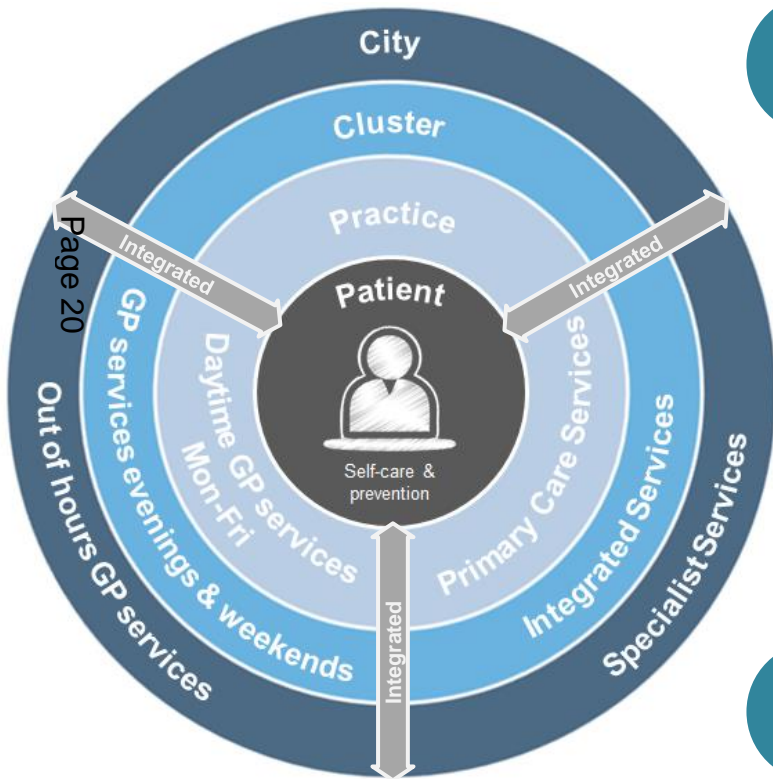 City
Cluster
Practice
Patient
Self-care &
prevention
Integrated
Integrated
Integrated
Page 20
Daytime GP services
Mon-Fri
Primary Care Services
GP services evenings & weekends
Integrated Services
Out of hours GP services
Specialist Services